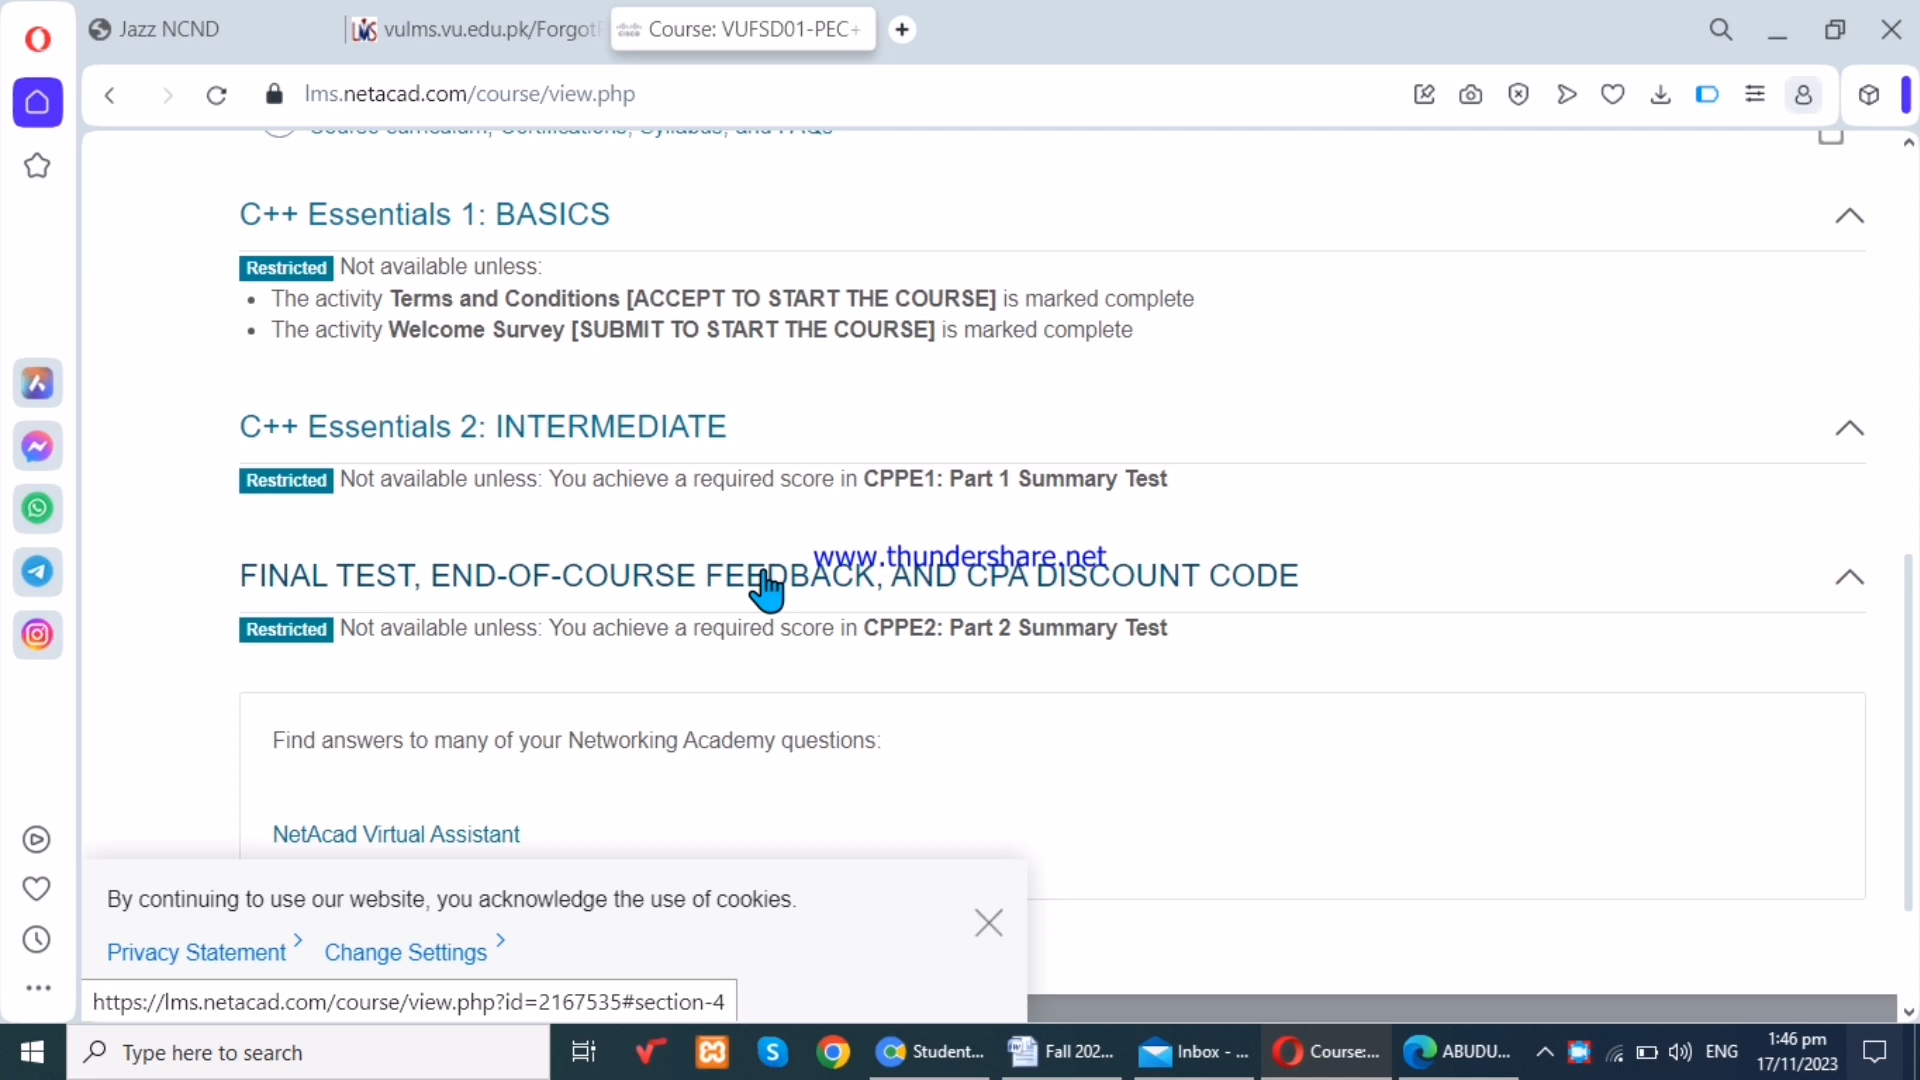 Jazz NCND
vulms.vu.edu.pk/Forgot
Course: VUFSD01-PEC+
lms.netacad.com/course/view.php
Course curriculum, Certifications, Syllabus, and FAQs
C++ Essentials 1: BASICS
Restricted Not available unless:
• The activity Terms and Conditions [ACCEPT TO START THE COURSE] is marked complete
• The activity Welcome Survey [SUBMIT TO START THE COURSE] is marked complete
C++ Essentials 2: INTERMEDIATE
Restricted Not available unless: You achieve a required score in CPPE1: Part 1 Summary Test
www.thundershare.net
FINAL TEST, END-OF-COURSE FEEDBACK, AND CPA DISCOUNT CODE
Restricted Not available unless: You achieve a required score in CPPE2: Part 2 Summary Test
Find answers to many of your Networking Academy questions:
NetAcad Virtual Assistant
By continuing to use our website, you acknowledge the use of cookies.
Privacy Statement > Change Settings >
https://lms.netacad.com/course/view.php?id=2167535#section-4
Type here to search
Student...
Fall 202...
Inbox - ...
Course:...
ABUDU...
ENG
1:46 pm
17/11/2023